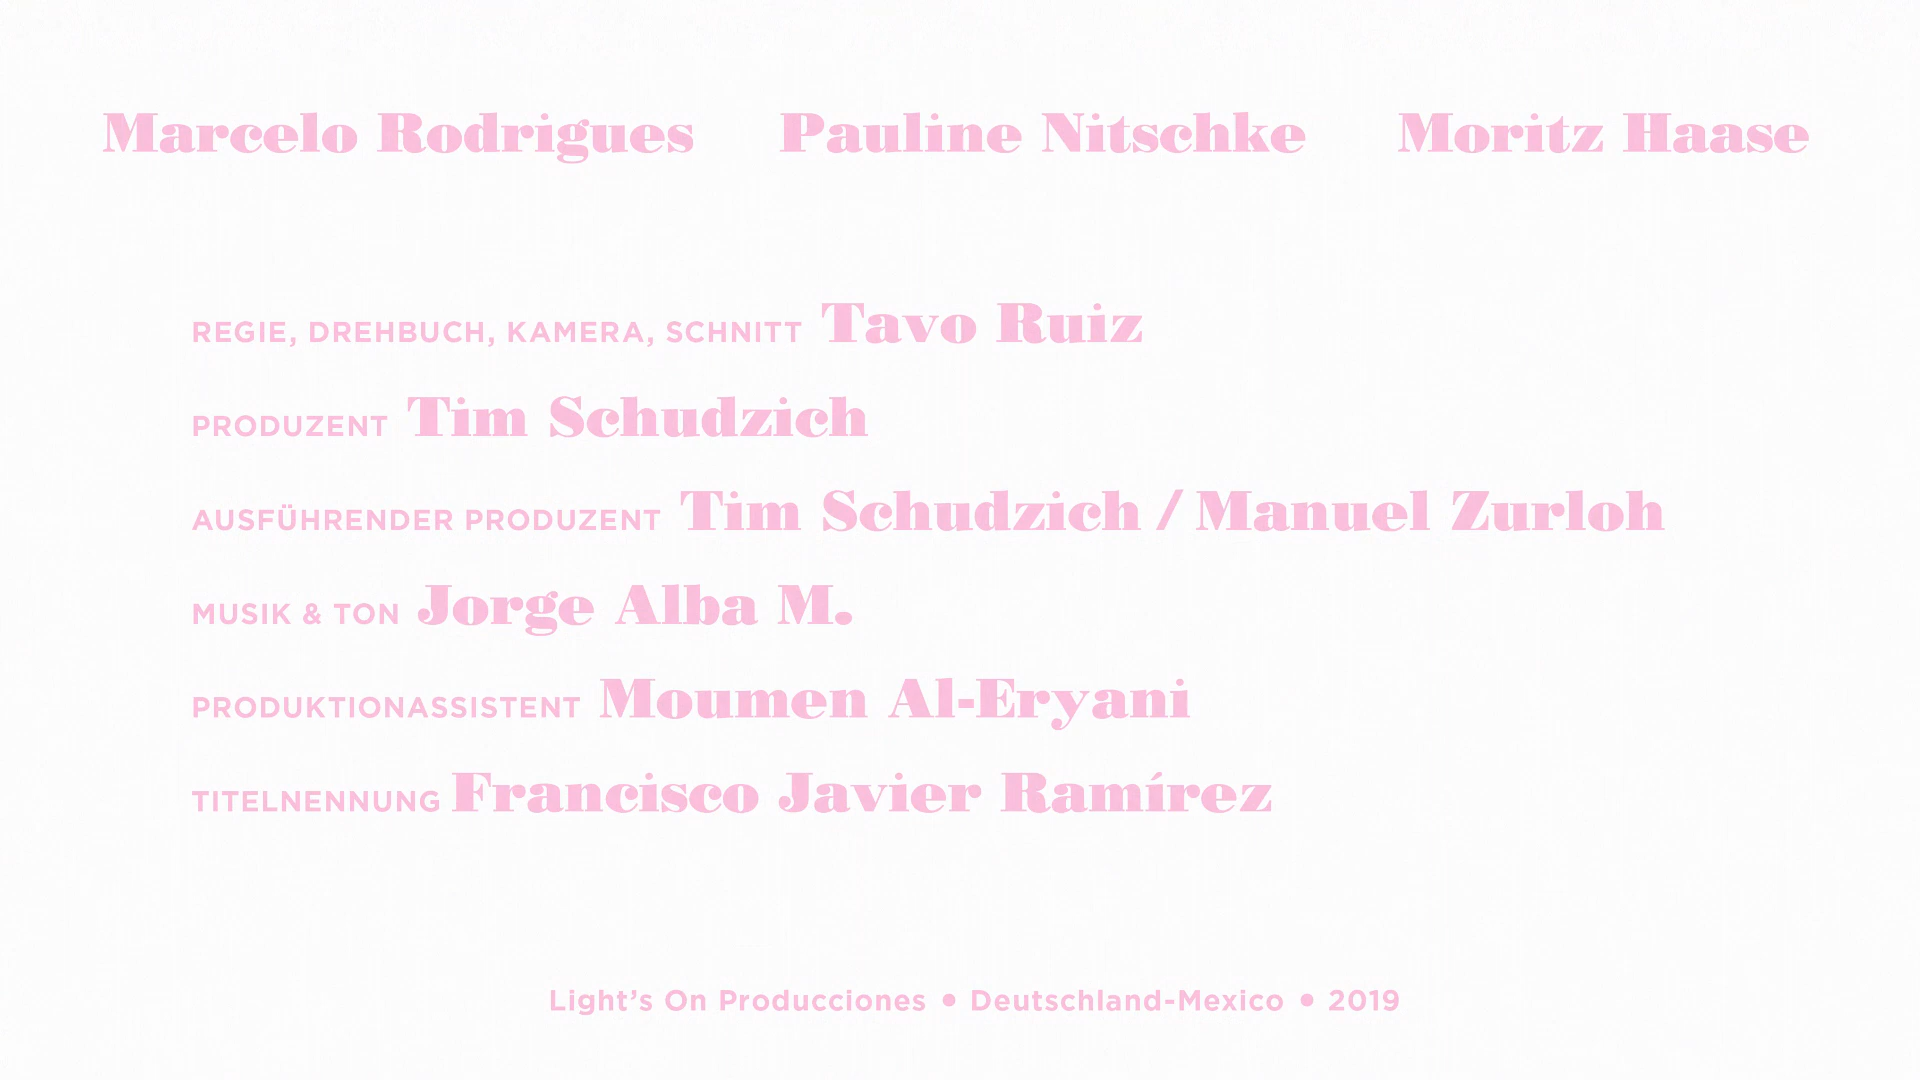 Marcelo Rodrigues Pauline Nitschke Moritz Haase
REGIE, DREHBUCH, KAMERA, SCHNITT Tavo Ruiz
PRODUZENT Tim Schudzich
AUSFÜHRENDER PRODUZENT Tim Schudzich / Manuel Zurloh
MUSIK & TON Jorge Alba M.
PRODUKTIONASSISTENT Moumen Al-Eryani
TITELNENNUNG Francisco Javier Ramírez
Light’s On Producciones • Deutschland-Mexico • 2019